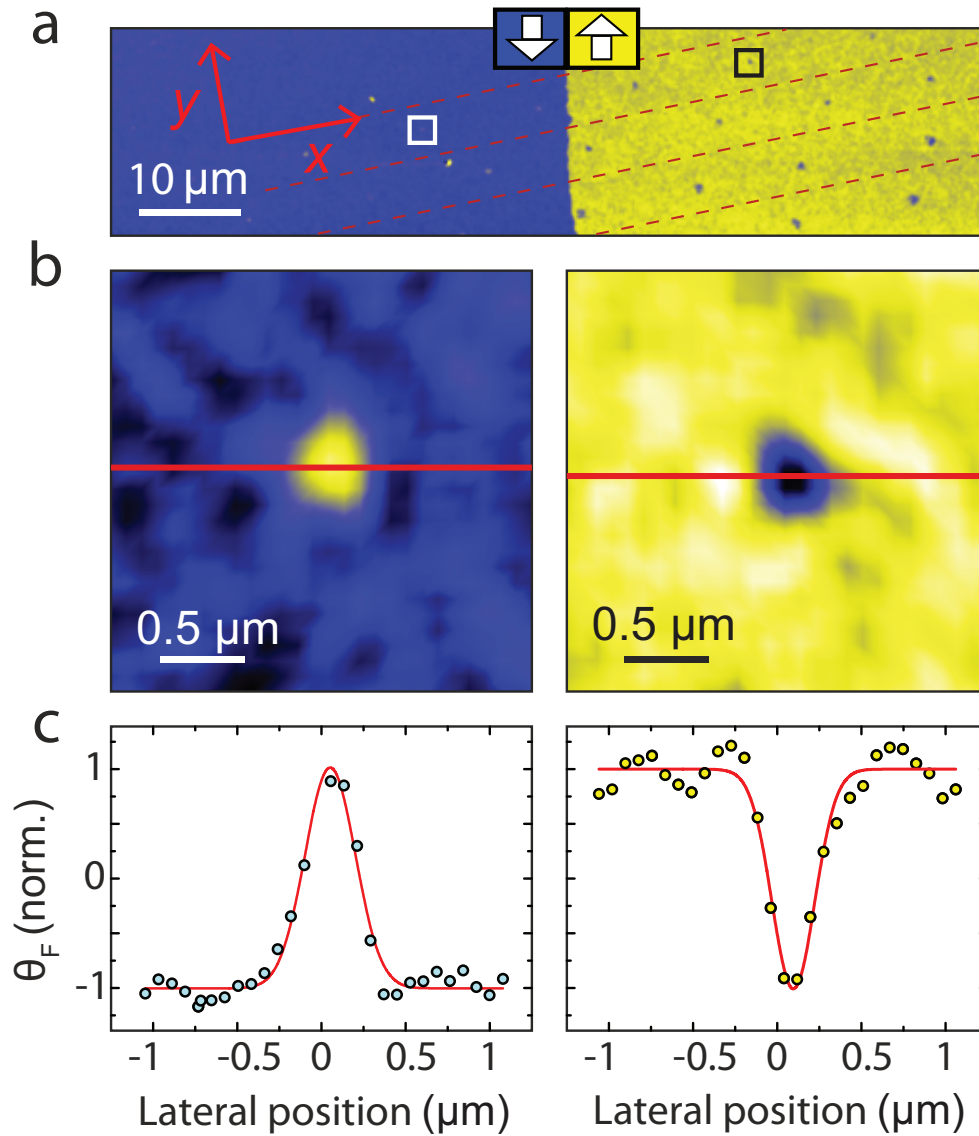 a
y
x
10 µm
b
0.5 µm
0.5 µm
c
1
0
-1
θF (norm.)
-1 -0.5 0 0.5 1
-1 -0.5 0 0.5 1
Lateral position (µm)
Lateral position (µm)